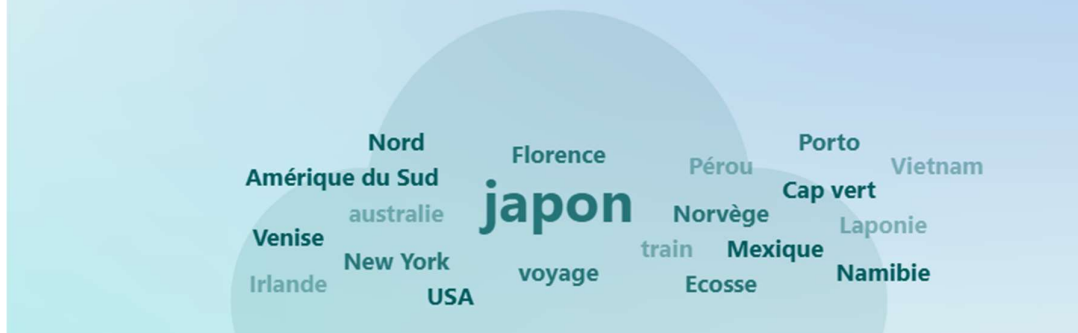 Nord
Florence
Porto
Pérou
Vietnam
Amérique du Sud
Cap vert
japon
australie
Norvège
Laponie
Venise
train
Mexique
New York
voyage
Namibie
Irlande
Ecosse
USA